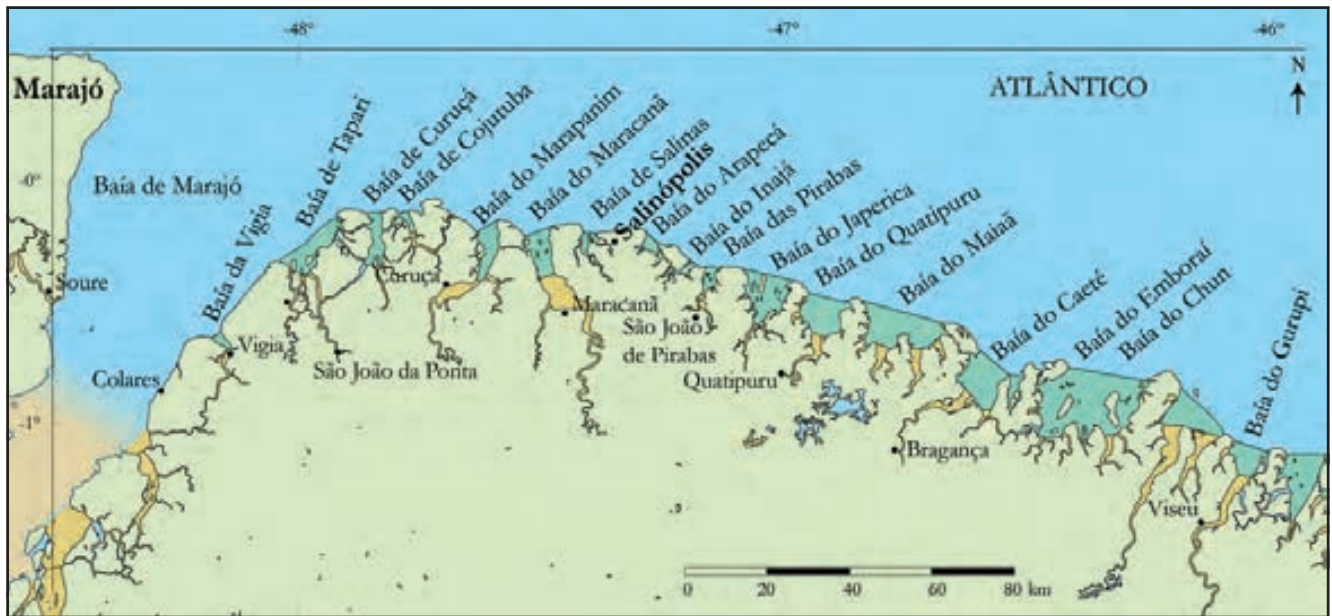 -48°
-47°
-46°
N
Marajó
ATLÂNTICO
-0°
Baía de Marajó
Baía da Vigia
Baía de Tapari
Baía de Curuçá
Baía de Cojutuba
Baía do Marapanim
Baía do Maracanã
Baía de Salinas
Salinópolis
Baía do Arapecá
Baía do Inajá
Baía das Pirabas
Baía do Japerica
Baía do Quatipuru
Baía do Maiaã
Baía do Caeté
Baía do Emboraí
Baía do Chun
Baía do Gurupi
Soure
Curuçá
Maracanã
São João
de Pirabas
Vigia
São João da Ponta
Colares
Quatipuru
-1°
Bragança
Viseu
0 20 40 60 80 km